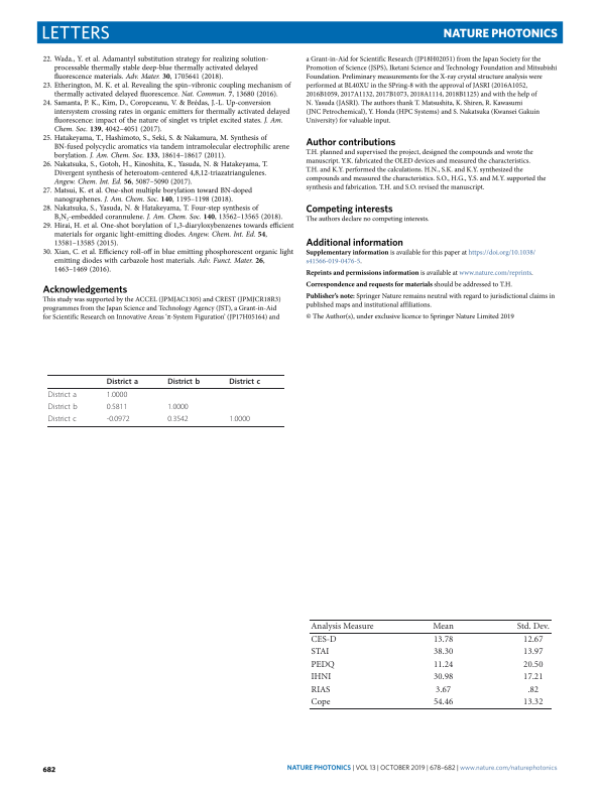 LETTERS
NATURE PHOTONICS
22. Wada., Y. et al. Adamantyl substitution strategy for realizing solution-
processable thermally stable deep-blue thermally activated delayed
fluorescence materials. Adv. Mater. 30, 1705641 (2018).
23. Etherington, M. K. et al. Revealing the spin–vibronic coupling mechanism of
thermally activated delayed fluorescence. Nat. Commun. 7, 13680 (2016).
24. Samanta, P. K., Kim, D., Coropceanu, V. & Brédas, J.-L. Up-conversion
intersystem crossing rates in organic emitters for thermally activated delayed
fluorescence: impact of the nature of singlet vs triplet excited states. J. Am.
Chem. Soc. 139, 4042–4051 (2017).
25. Hatakeyama, T., Hashimoto, S., Seki, S. & Nakamura, M. Synthesis of
BN-fused polycyclic aromatics via tandem intramolecular electrophilic arene
borylation. J. Am. Chem. Soc. 133, 18614–18617 (2011).
26. Nakatsuka, S., Gotoh, H., Kinoshita, K., Yasuda, N. & Hatakeyama, T.
Divergent synthesis of heteroatom-centered 4,8,12-triazatriangulenes.
Angew. Chem. Int. Ed. 56, 5087–5090 (2017).
27. Matsui, K. et al. One-shot multiple borylation toward BN-doped
nanographenes. J. Am. Chem. Soc. 140, 1195–1198 (2018).
28. Nakatsuka, S., Yasuda, N. & Hatakeyama, T. Four-step synthesis of
B₂N₂-embedded corannulene. J. Am. Chem. Soc. 140, 13562–13565 (2018).
29. Hirai, H. et al. One-shot borylation of 1,3-diaryloxybenzenes towards efficient
materials for organic light-emitting diodes. Angew. Chem. Int. Ed. 54,
13581–13585 (2015).
30. Xian, C. et al. Efficiency roll-off in blue emitting phosphorescent organic light
emitting diodes with carbazole host materials. Adv. Funct. Mater. 26,
1463–1469 (2016).
Acknowledgements
This study was supported by the ACCEL (JPMJAC1305) and CREST (JPMJCR18R3)
programmes from the Japan Science and Technology Agency (JST), a Grant-in-Aid
for Scientific Research on Innovative Areas 'π-System Figuration' (JP17H05164) and
a Grant-in-Aid for Scientific Research (JP18H02051) from the Japan Society for the
Promotion of Science (JSPS), Iketani Science and Technology Foundation and Mitsubishi
Foundation. Preliminary measurements for the X-ray crystal structure analysis were
performed at BL40XU in the SPring-8 with the approval of JASRI (2016A1052,
2016B1059, 2017A1132, 2017B1073, 2018A1114, 2018B1125) and with the help of
N. Yasuda (JASRI). The authors thank T. Matsushita, K. Shiren, R. Kawasumi
(JNC Petrochemical), Y. Honda (HPC Systems) and S. Nakatsuka (Kwansei Gakuin
University) for valuable input.
Author contributions
T.H. planned and supervised the project, designed the compounds and wrote the
manuscript. Y.K. fabricated the OLED devices and measured the characteristics.
T.H. and K.Y. performed the calculations. H.N., S.K. and K.Y. synthesized the
compounds and measured the characteristics. S.O., H.G., Y.S. and M.Y. supported the
synthesis and fabrication. T.H. and S.O. revised the manuscript.
Competing interests
The authors declare no competing interests.
Additional information
Supplementary information is available for this paper at https://doi.org/10.1038/
s41566-019-0476-5.
Reprints and permissions information is available at www.nature.com/reprints.
Correspondence and requests for materials should be addressed to T.H.
Publisher's note: Springer Nature remains neutral with regard to jurisdictional claims in
published maps and institutional affiliations.
© The Author(s), under exclusive licence to Springer Nature Limited 2019
District a District b District c
District a 1.0000
District b 0.5811 1.0000
District c -0.0972 0.3542 1.0000
Analysis Measure Mean Std. Dev.
CES-D 13.78 12.67
STAI 38.30 13.97
PEDQ 11.24 20.50
IHNI 30.98 17.21
RIAS 3.67 .82
Cope 54.46 13.32
682
NATURE PHOTONICS | VOL 13 | OCTOBER 2019 | 678–682 | www.nature.com/naturephotonics